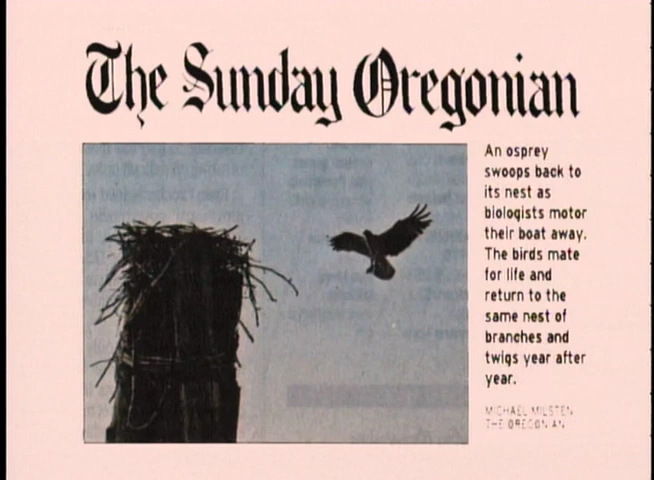 The Sunday Oregonian
An osprey
swoops back to
its nest as
biologists motor
their boat away.
The birds mate
for life and
return to the
same nest of
branches and
twigs year after
year.
MICHAEL MILSTEN
THE OREGONIAN